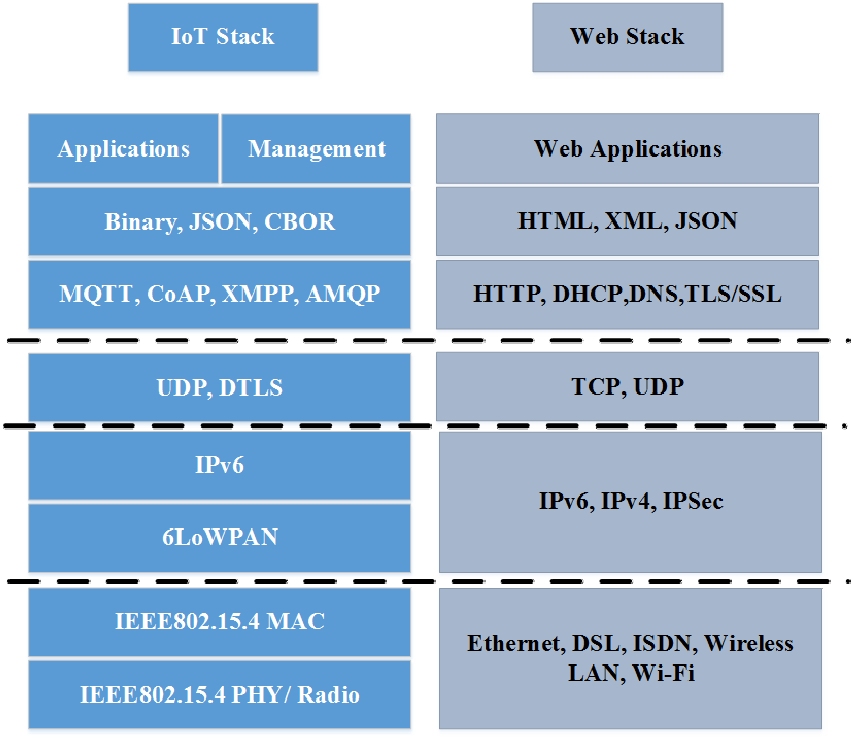 IoT Stack
Web Stack
Applications
Management
Web Applications
Binary, JSON, CBOR
HTML, XML, JSON
MQTT, CoAP, XMPP, AMQP
HTTP, DHCP,DNS,TLS/SSL
UDP, DTLS
TCP, UDP
IPv6
6LoWPAN
IPv6, IPv4, IPSec
IEEE802.15.4 MAC
IEEE802.15.4 PHY/ Radio
Ethernet, DSL, ISDN, Wireless
LAN, Wi-Fi